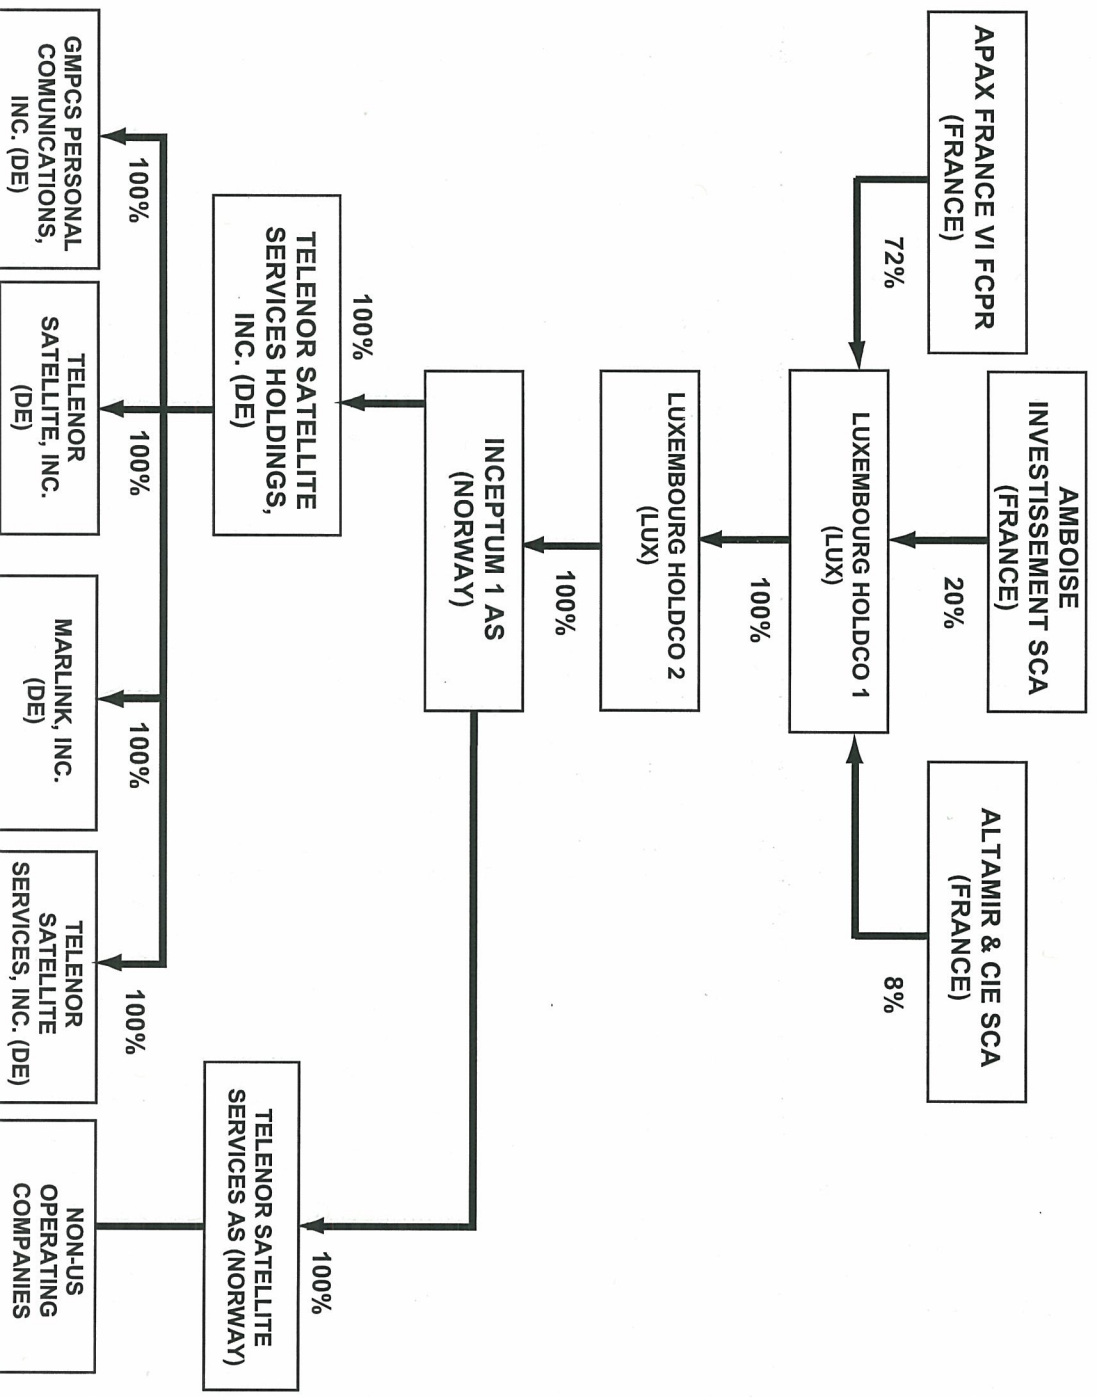 APAX FRANCE VI FCPR
(FRANCE)
72%
AMBOISE
INVESTISSEMENT SCA
(FRANCE)
20%
ALTAMIR & CIE SCA
(FRANCE)
8%
LUXEMBOURG HOLDCO 1
(LUX)
100%
LUXEMBOURG HOLDCO 2
(LUX)
100%
INCEPTUM 1 AS
(NORWAY)
100%
TELENOR SATELLITE
SERVICES HOLDINGS,
INC. (DE)
100%
TELENOR SATELLITE
SERVICES AS (NORWAY)
100%
GMPCS PERSONAL
COMUNICATIONS,
INC. (DE)
100%
TELENOR
SATELLITE, INC.
(DE)
100%
MARLINK, INC.
(DE)
100%
TELENOR
SATELLITE
SERVICES, INC. (DE)
NON-US
OPERATING
COMPANIES